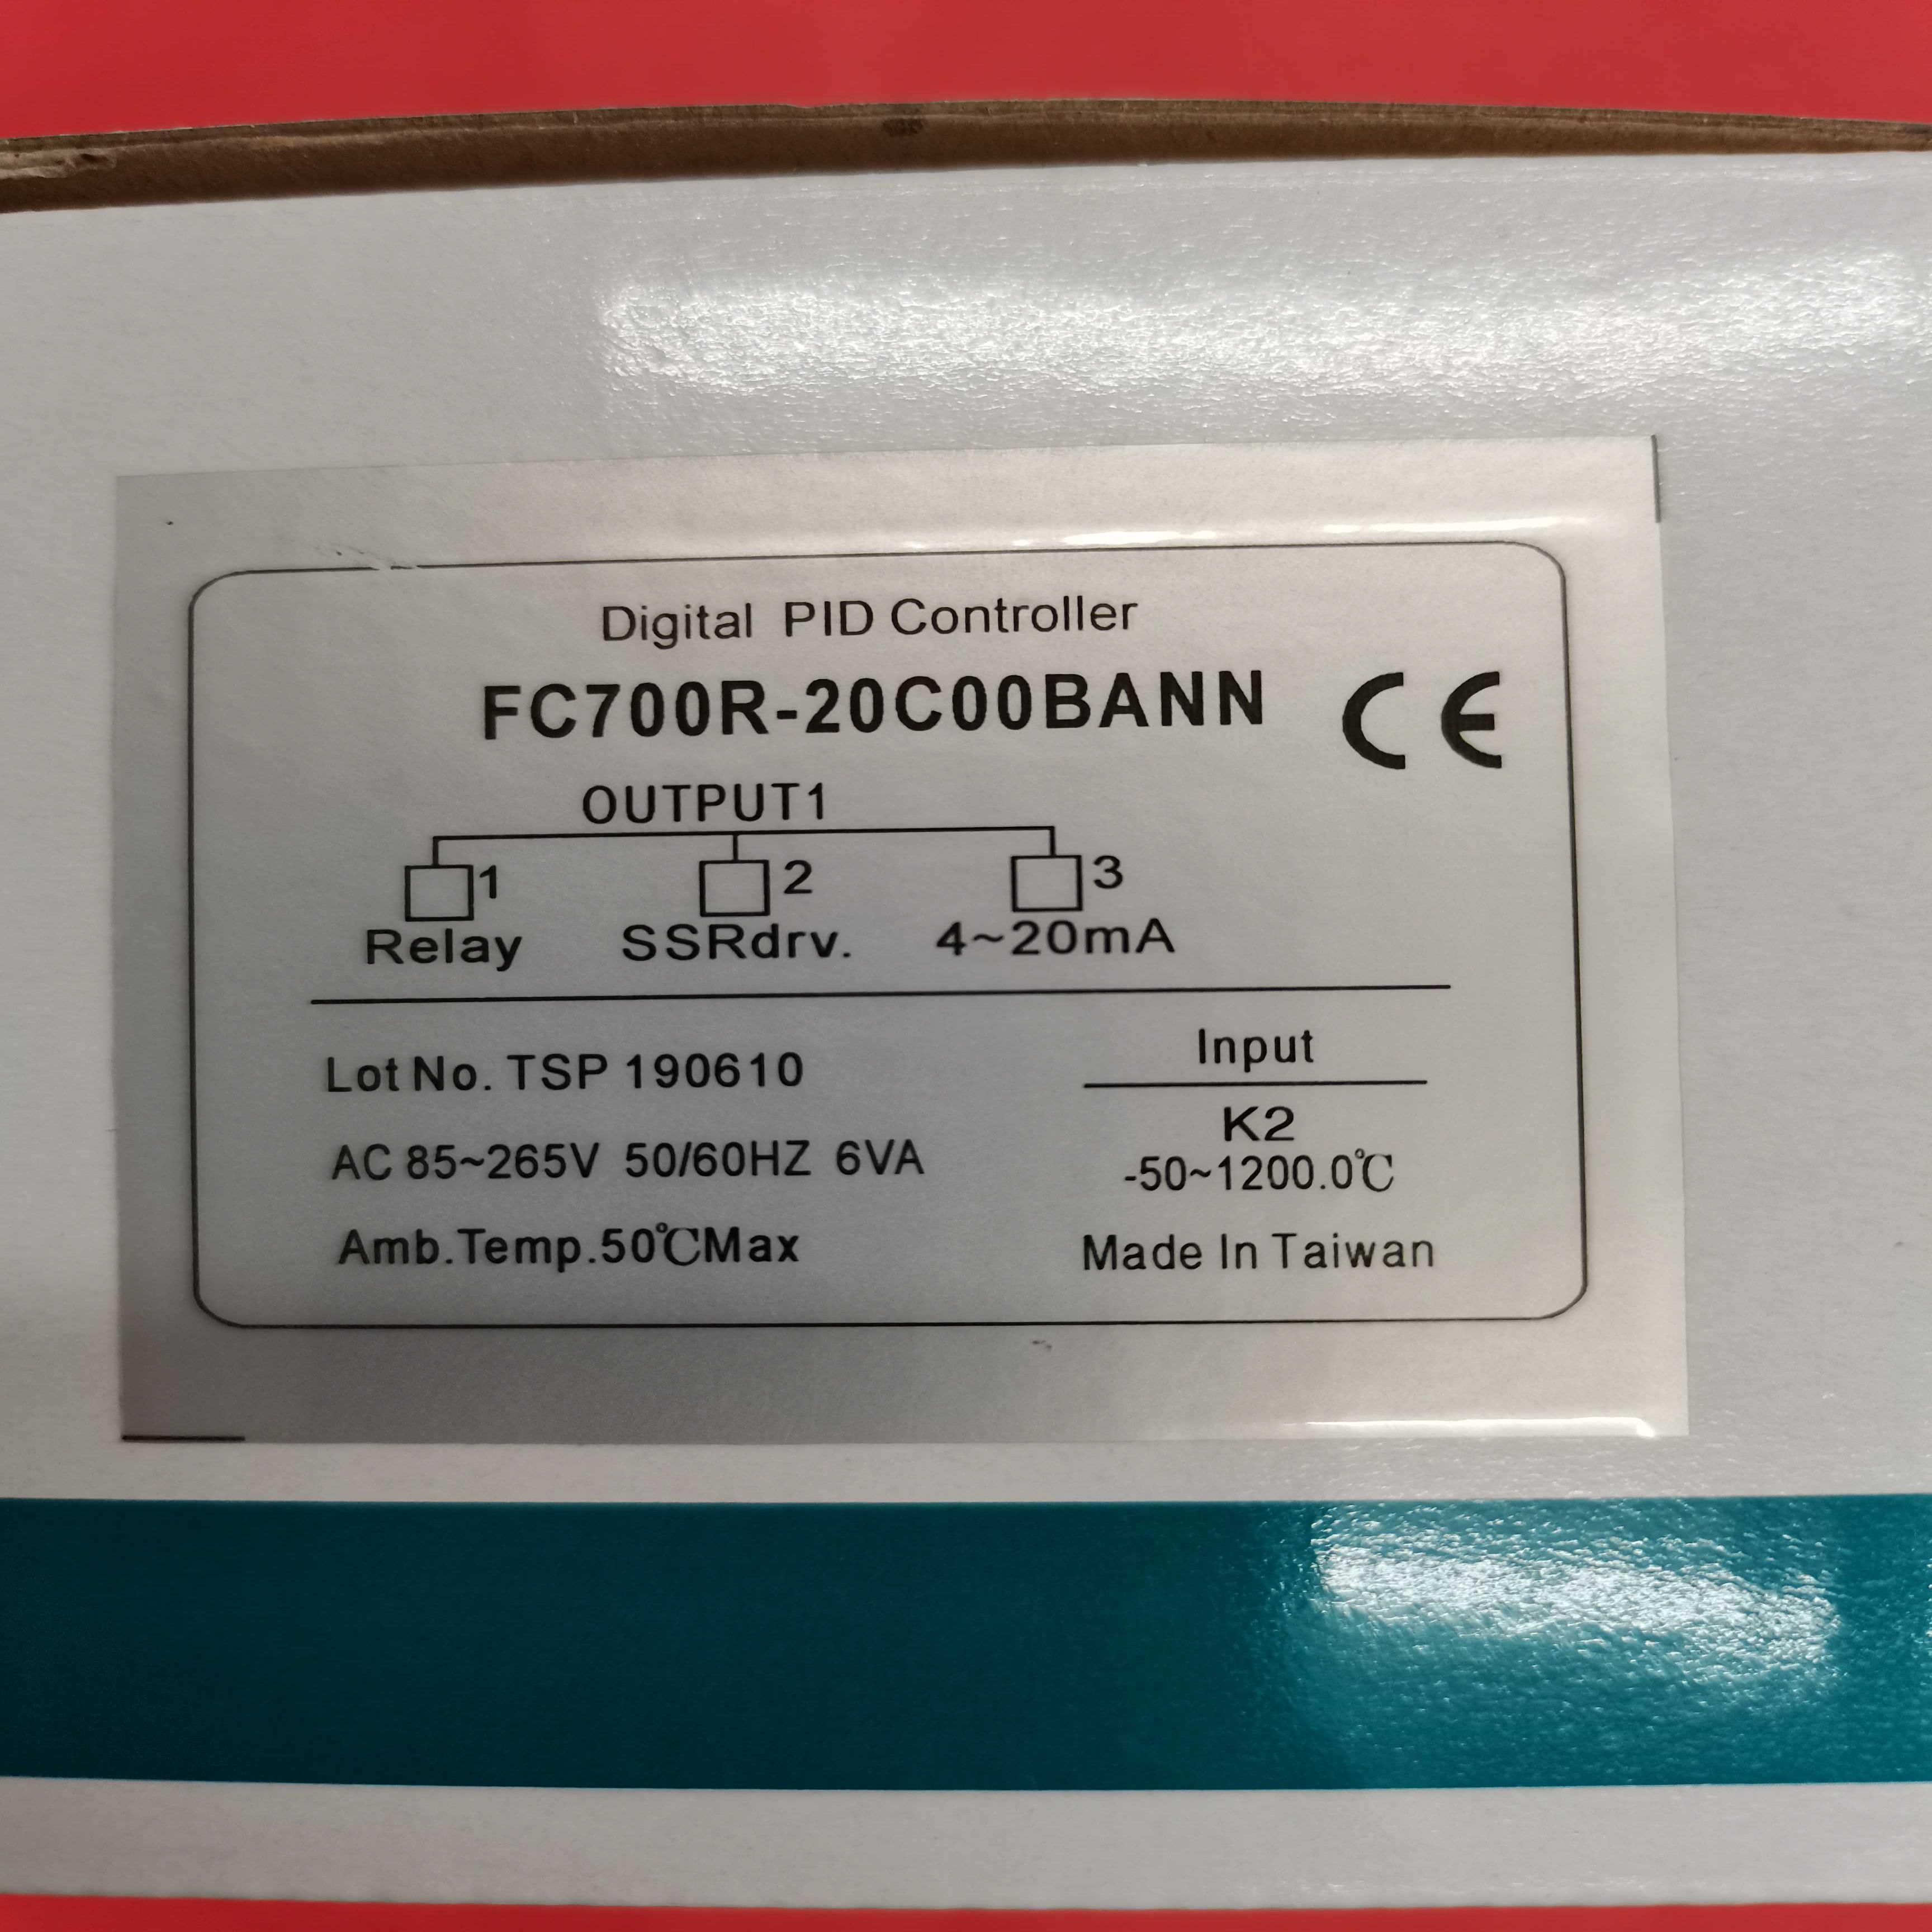 Digital PID Controller
FC700R-20C00BANN CE
OUTPUT1
1 2 3
Relay SSRdrv. 4~20mA
Lot No. TSP 190610
AC 85~265V 50/60HZ 6VA
Amb.Temp.50℃Max
Input
K2
-50~1200.0℃
Made In Taiwan